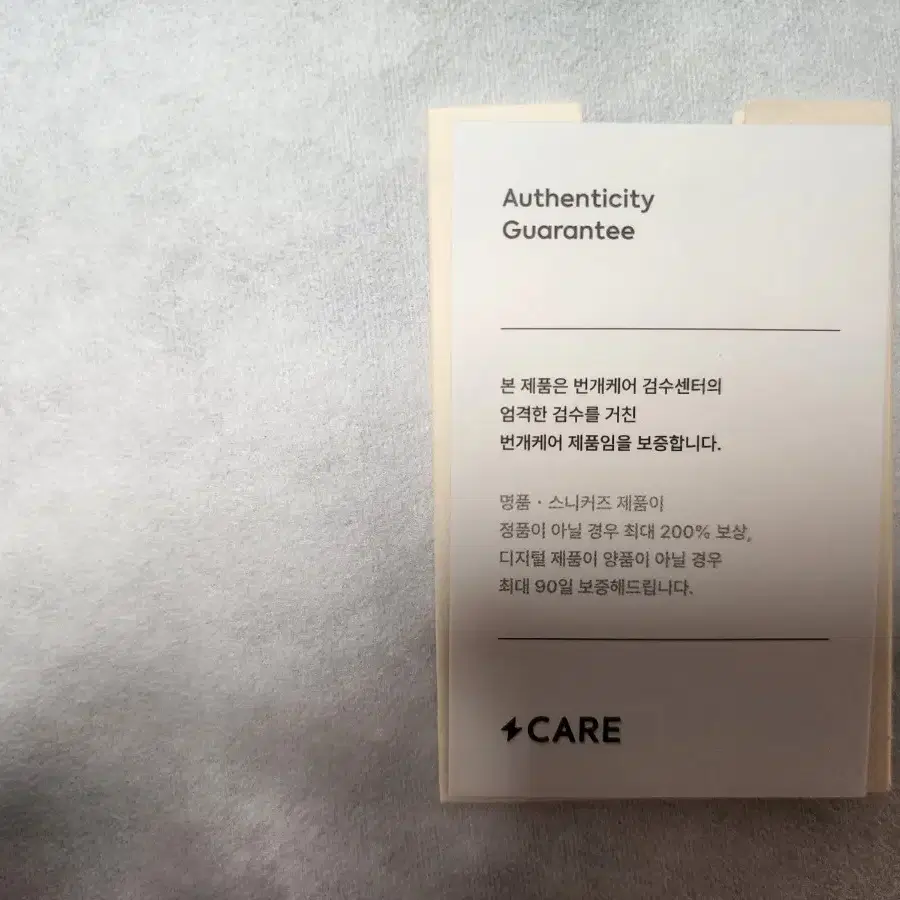 Authenticity
Guarantee
본 제품은 번개케어 검수센터의
엄격한 검수를 거친
번개케어 제품임을 보증합니다.
명품 · 스니커즈 제품이
정품이 아닐 경우 최대 200% 보상,
디지털 제품이 양품이 아닐 경우
최대 90일 보증해드립니다.
CARE